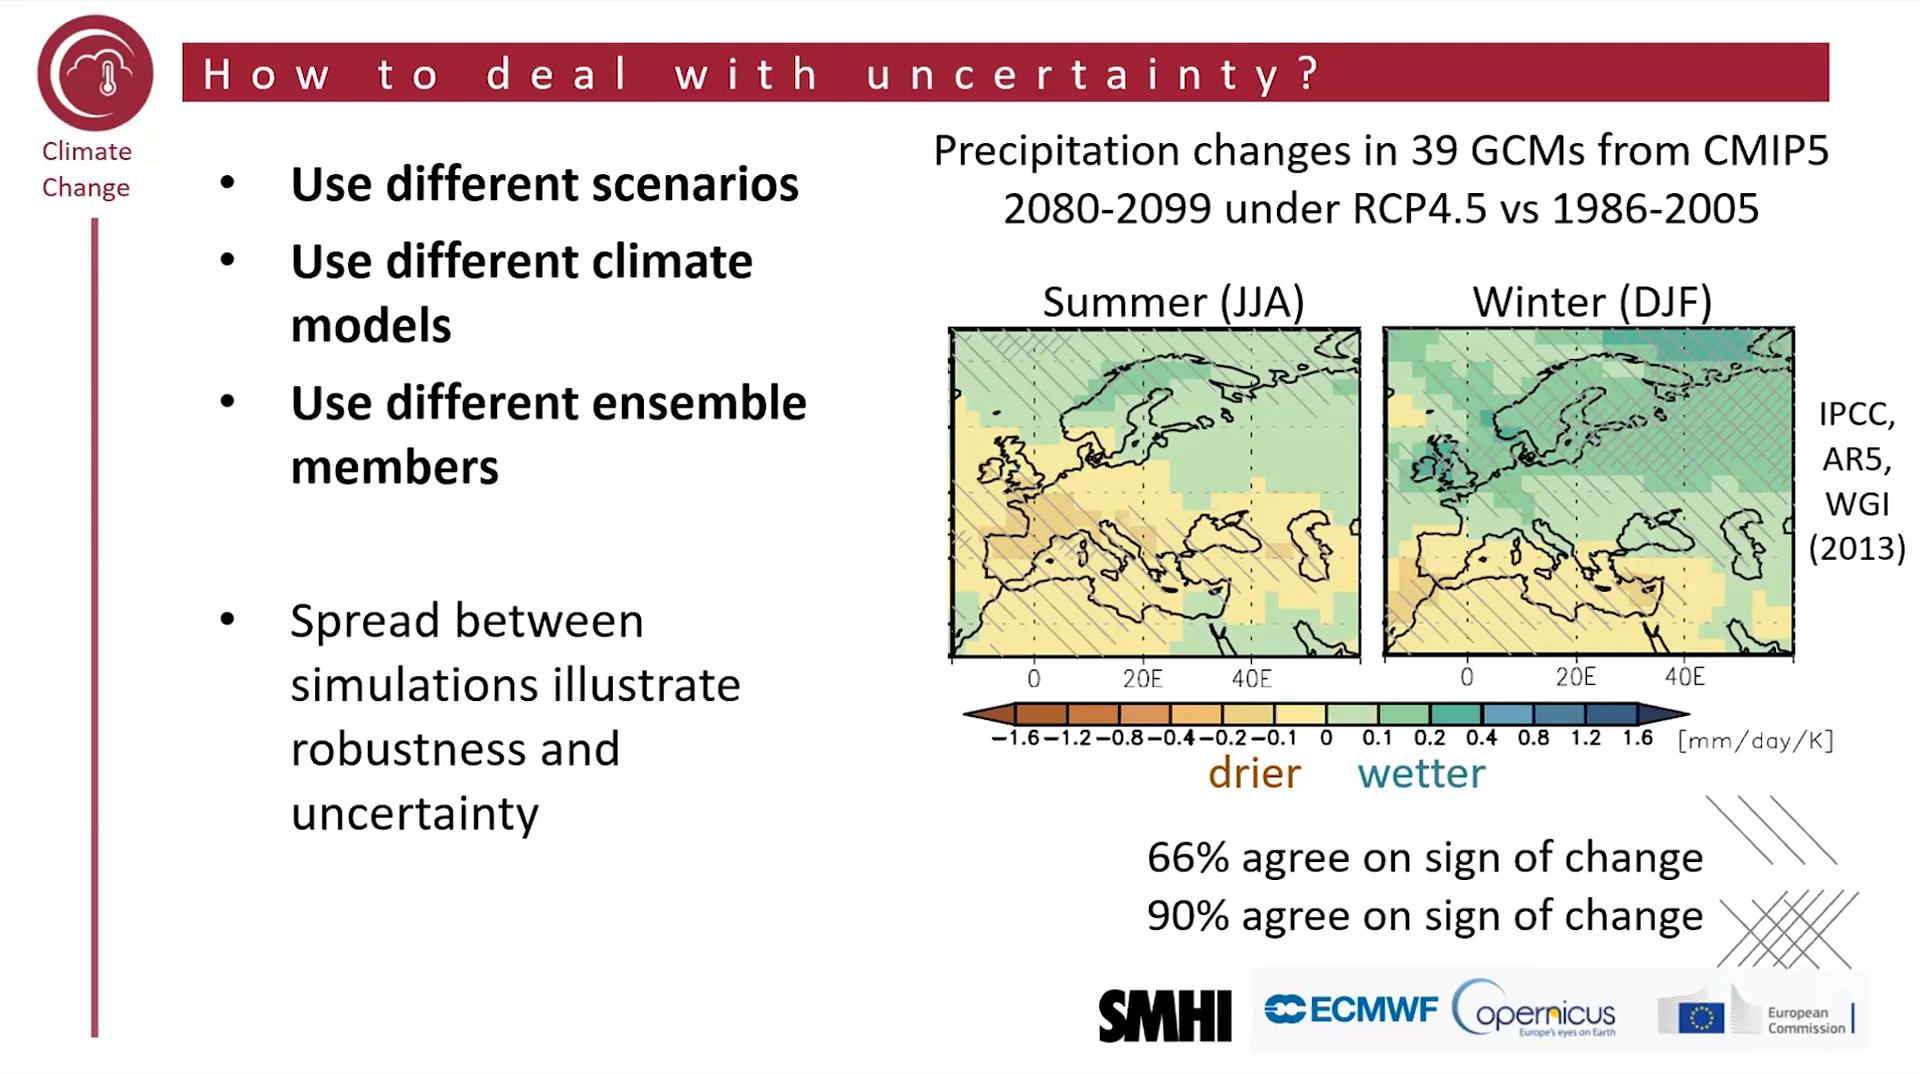 How to deal with uncertainty?
Climate
Change
• Use different scenarios
• Use different climate
models
• Use different ensemble
members
• Spread between
simulations illustrate
robustness and
uncertainty
Precipitation changes in 39 GCMs from CMIP5
2080-2099 under RCP4.5 vs 1986-2005
Summer (JJA)
Winter (DJF)
0 20E 40E
0 20E 40E
IPCC,
AR5,
WGI
(2013)
−1.6 −1.2 −0.8 −0.4 −0.2 −0.1 0 0.1 0.2 0.4 0.8 1.2 1.6 [mm/day/K]
drier wetter
66% agree on sign of change
90% agree on sign of change
SMHI
ECMWF
Copernicus
Europe's eyes on Earth
European
Commission